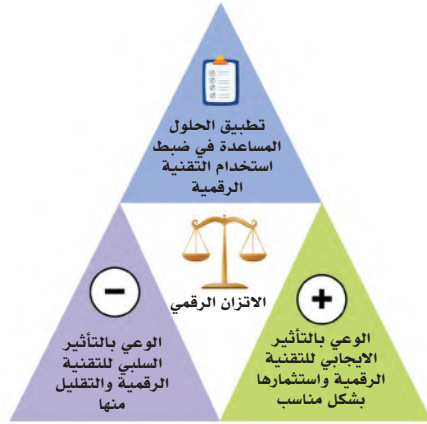 تطبيق الحلول
المساعدة في ضبط
استخدام التقنية
الرقمية
الاتزان الرقمي
+
الوعي بالتأثير
الايجابي للتقنية
الرقمية واستثمارها
بشكل مناسب
−
الوعي بالتأثير
السلبي للتقنية
الرقمية والتقليل
منها